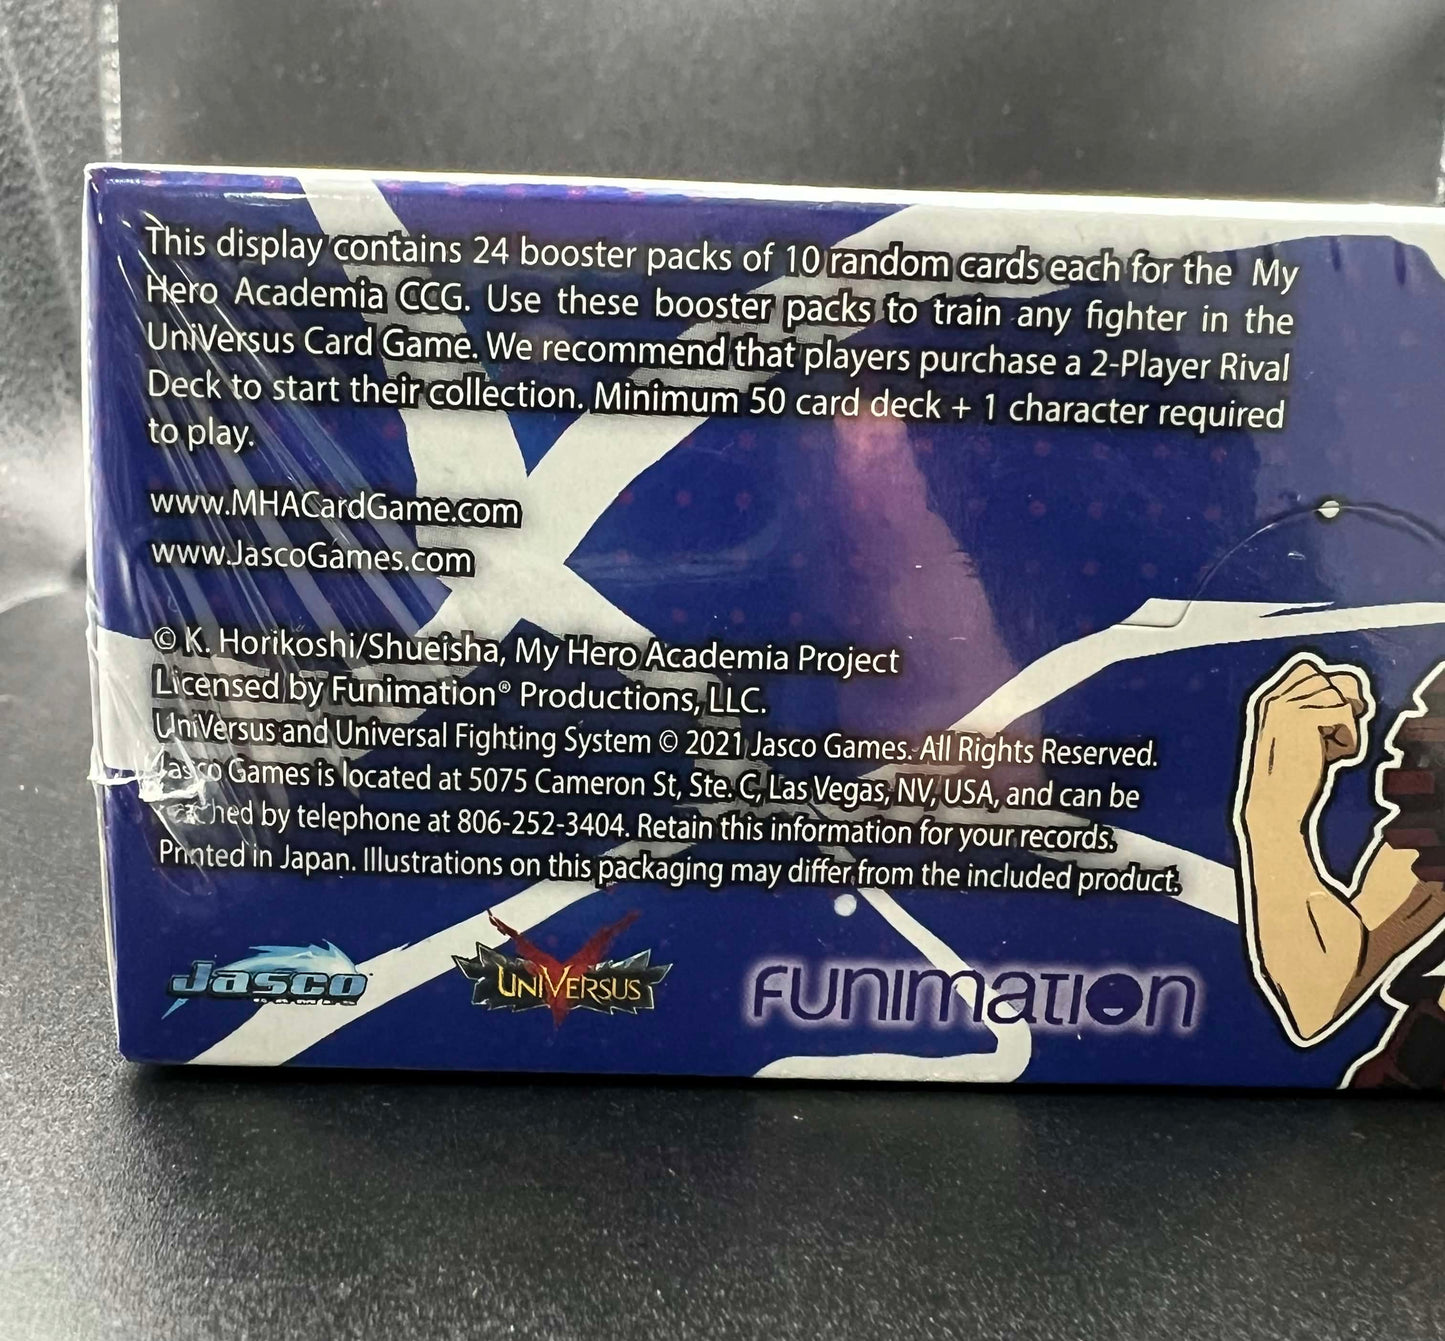 This display contains 24 booster packs of 10 random cards each for the My
Hero Academia CCG. Use these booster packs to train any fighter in the
UniVersus Card Game. We recommend that players purchase a 2-Player Rival
Deck to start their collection. Minimum 50 card deck + 1 character required
to play.
www.MHACardGame.com
www.JascoGames.com
© K. Horikoshi/Shueisha, My Hero Academia Project
Licensed by Funimation® Productions, LLC.
UniVersus and Universal Fighting System © 2021 Jasco Games. All Rights Reserved.
Jasco Games is located at 5075 Cameron St, Ste. C, Las Vegas, NV, USA, and can be
reached by telephone at 806-252-3404. Retain this information for your records.
Printed in Japan. Illustrations on this packaging may differ from the included product.
Jasco UNIVERSUS FUNIMATION